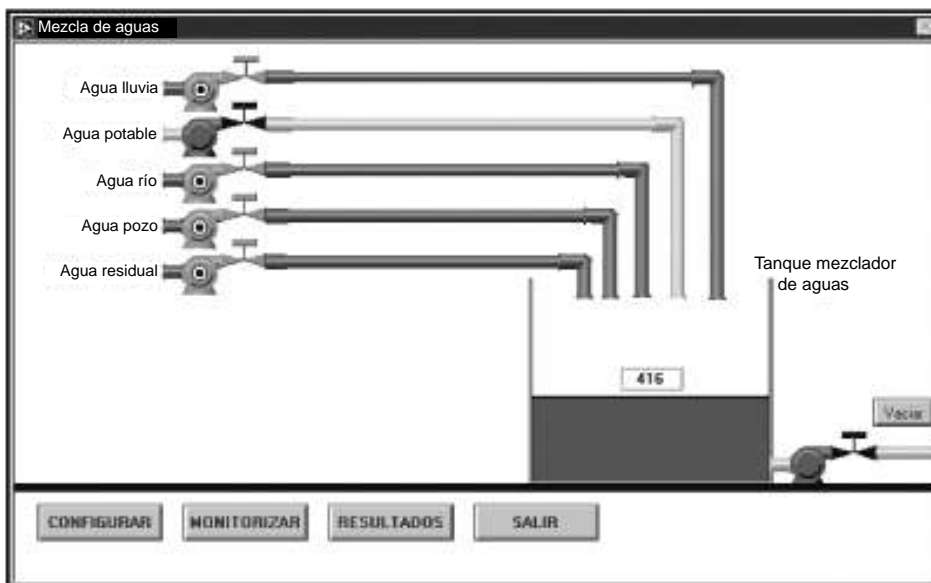 Mezcla de aguas
Agua lluvia
Agua potable
Agua río
Agua pozo
Agua residual
Tanque mezclador
de aguas
416
Vaciar
CONFIGURAR
MONITORIZAR
RESULTADOS
SALIR